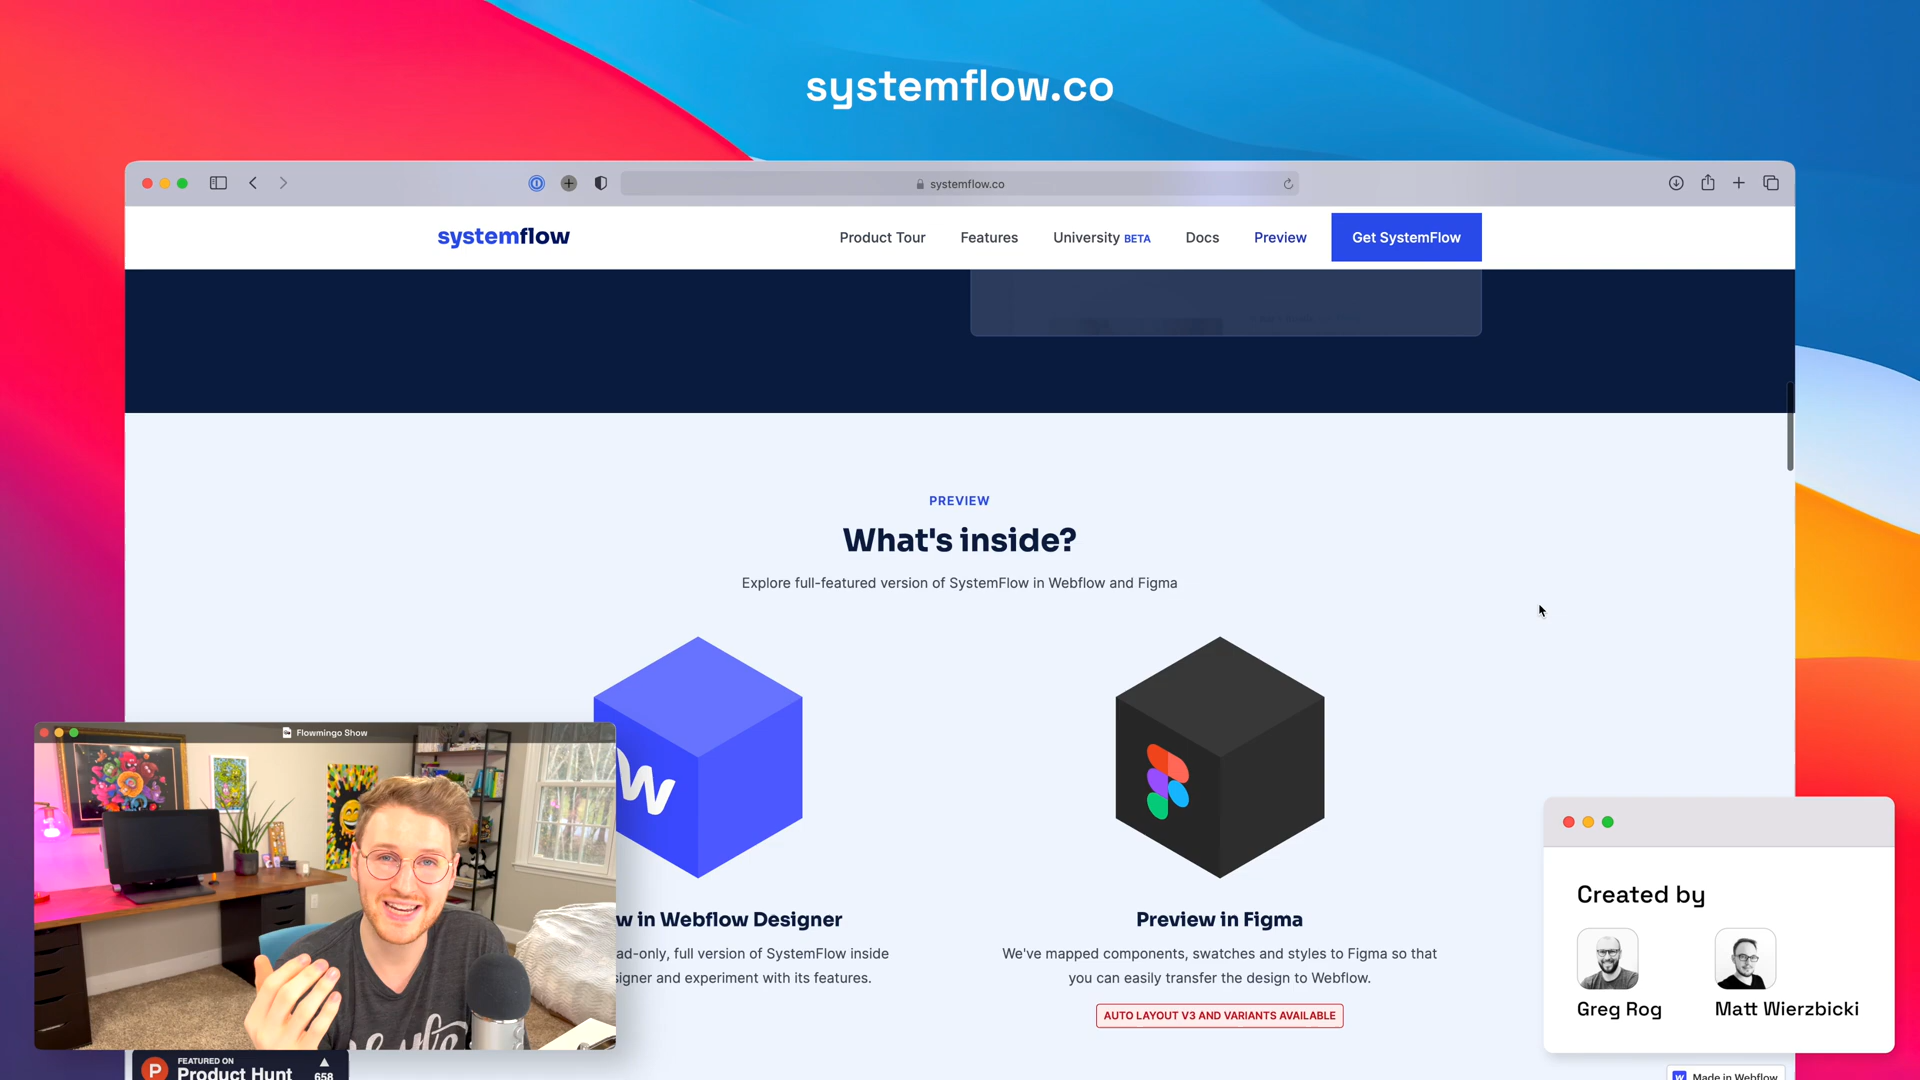 systemflow.co
systemflow.co
systemflow
Product Tour
Features
University BETA
Docs
Preview
Get SystemFlow
PREVIEW
What's inside?
Explore full-featured version of SystemFlow in Webflow and Figma
w in Webflow Designer
ad-only, full version of SystemFlow inside
signer and experiment with its features.
Preview in Figma
We've mapped components, swatches and styles to Figma so that
you can easily transfer the design to Webflow.
AUTO LAYOUT V3 AND VARIANTS AVAILABLE
Flowmingo Show
Created by
Greg Rog
Matt Wierzbicki
FEATURED ON
Product Hunt
658
Made in Webflow